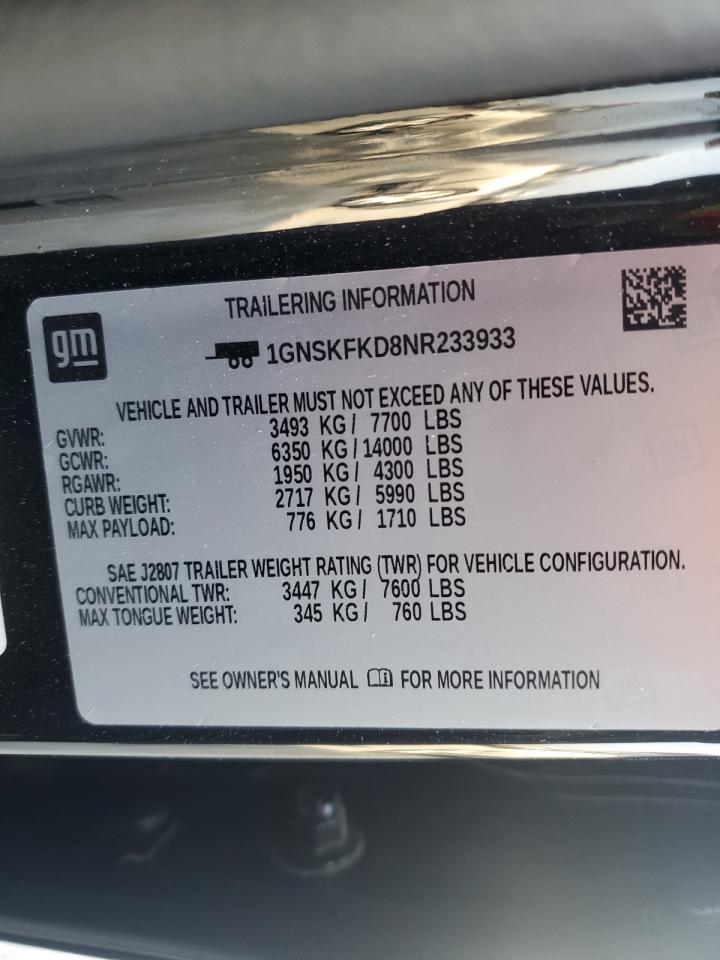 TRAILERING INFORMATION
gm
1GNSKFKD8NR233933
VEHICLE AND TRAILER MUST NOT EXCEED ANY OF THESE VALUES.
GVWR: 3493 KG / 7700 LBS
GCWR: 6350 KG / 14000 LBS
RGAWR: 1950 KG / 4300 LBS
CURB WEIGHT: 2717 KG / 5990 LBS
MAX PAYLOAD: 776 KG / 1710 LBS
SAE J2807 TRAILER WEIGHT RATING (TWR) FOR VEHICLE CONFIGURATION.
CONVENTIONAL TWR: 3447 KG / 7600 LBS
MAX TONGUE WEIGHT: 345 KG / 760 LBS
SEE OWNER'S MANUAL FOR MORE INFORMATION